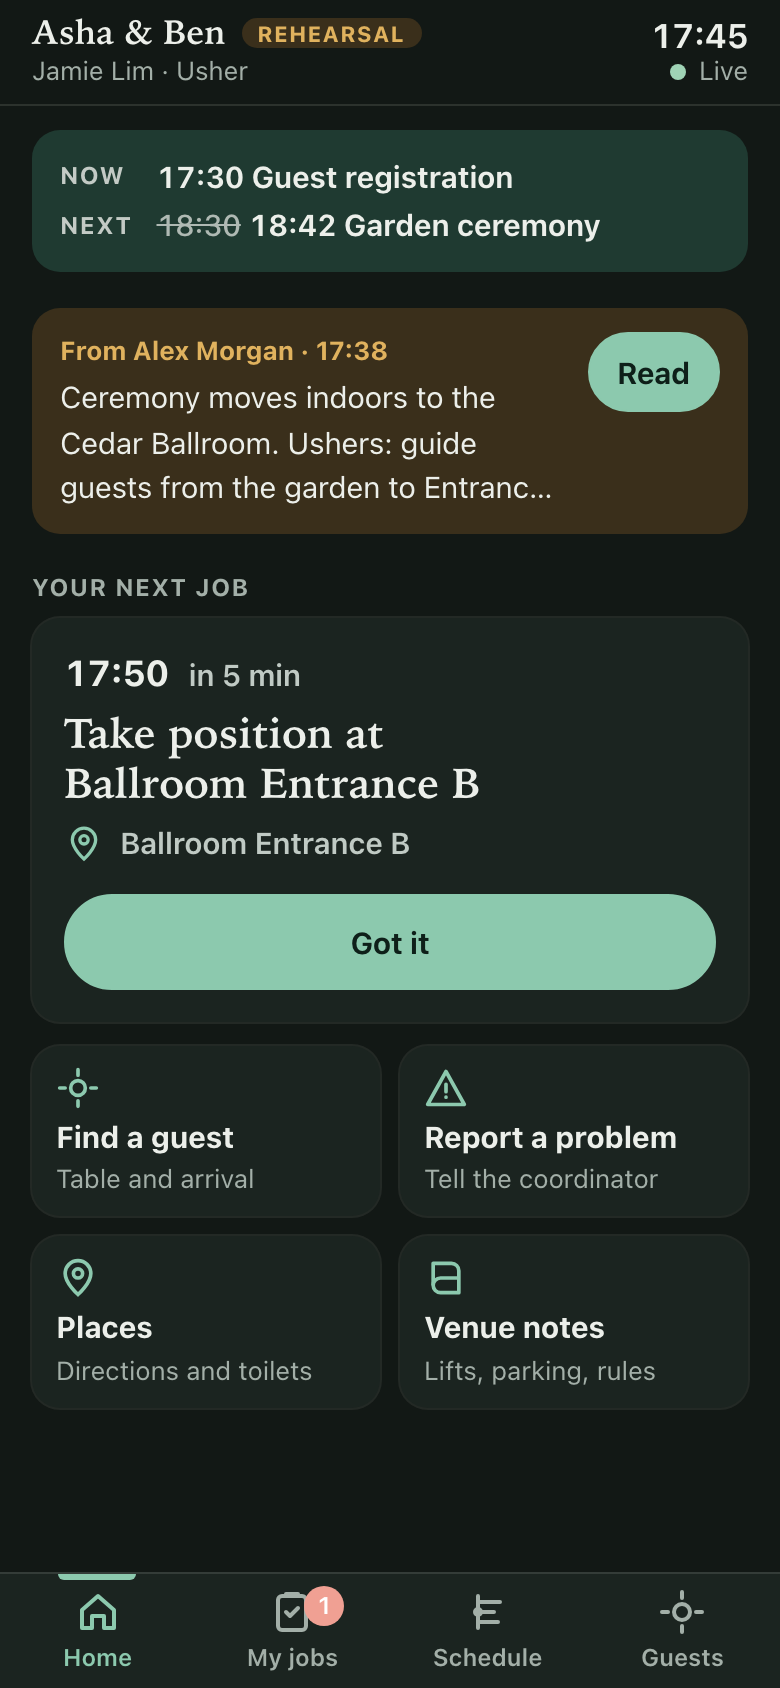 Asha & Ben REHEARSAL 17:45
Jamie Lim · Usher Live
NOW 17:30 Guest registration
NEXT 18:30 18:42 Garden ceremony
From Alex Morgan · 17:38
Read
Ceremony moves indoors to the
Cedar Ballroom. Ushers: guide
guests from the garden to Entranc...
YOUR NEXT JOB
17:50 in 5 min
Take position at
Ballroom Entrance B
Ballroom Entrance B
Got it
Find a guest
Table and arrival
Report a problem
Tell the coordinator
Places
Directions and toilets
Venue notes
Lifts, parking, rules
1
Home My jobs Schedule Guests